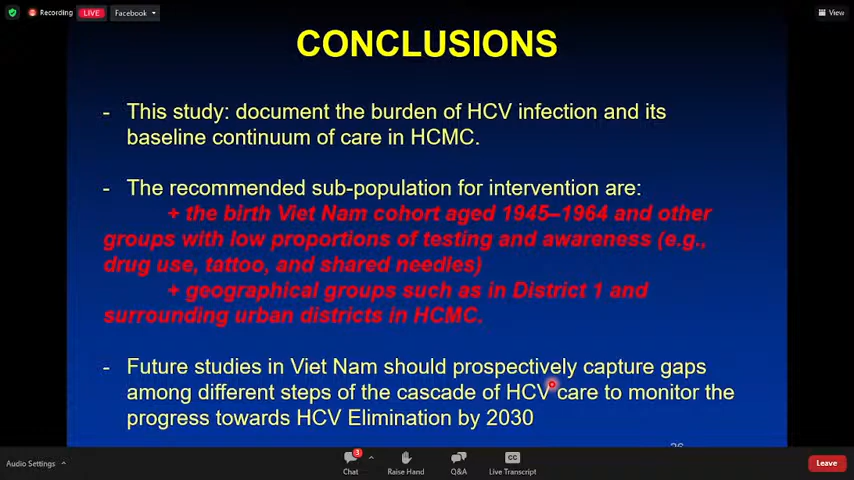 Recording
LIVE
Facebook
View
CONCLUSIONS
- This study: document the burden of HCV infection and its
baseline continuum of care in HCMC.
- The recommended sub-population for intervention are:
+ the birth Viet Nam cohort aged 1945–1964 and other
groups with low proportions of testing and awareness (e.g.,
drug use, tattoo, and shared needles)
+ geographical groups such as in District 1 and
surrounding urban districts in HCMC.
- Future studies in Viet Nam should prospectively capture gaps
among different steps of the cascade of HCV care to monitor the
progress towards HCV Elimination by 2030
Audio Settings
3
CC
Chat
Raise Hand
Q&A
Live Transcript
Leave